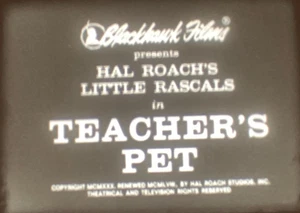 Blackhawk Films®
presents
HAL ROACH'S
LITTLE RASCALS
in
TEACHER'S
PET
COPYRIGHT MCMXXX, RENEWED MCMLVIII, BY HAL ROACH STUDIOS, INC.
THEATRICAL AND TELEVISION RIGHTS RESERVED